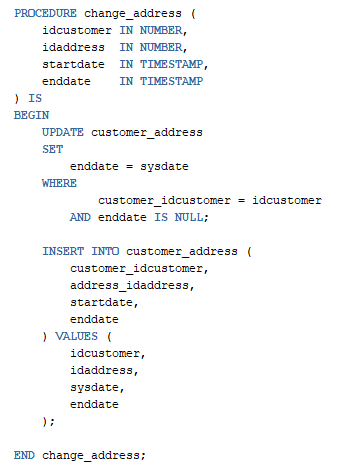 PROCEDURE change_address (
    idcustomer IN NUMBER,
    idaddress  IN NUMBER,
    startdate  IN TIMESTAMP,
    enddate    IN TIMESTAMP
) IS
BEGIN
    UPDATE customer_address
    SET
        enddate = sysdate
    WHERE
            customer_idcustomer = idcustomer
        AND enddate IS NULL;

    INSERT INTO customer_address (
        customer_idcustomer,
        address_idaddress,
        startdate,
        enddate
    ) VALUES (
        idcustomer,
        idaddress,
        sysdate,
        enddate
    );

END change_address;